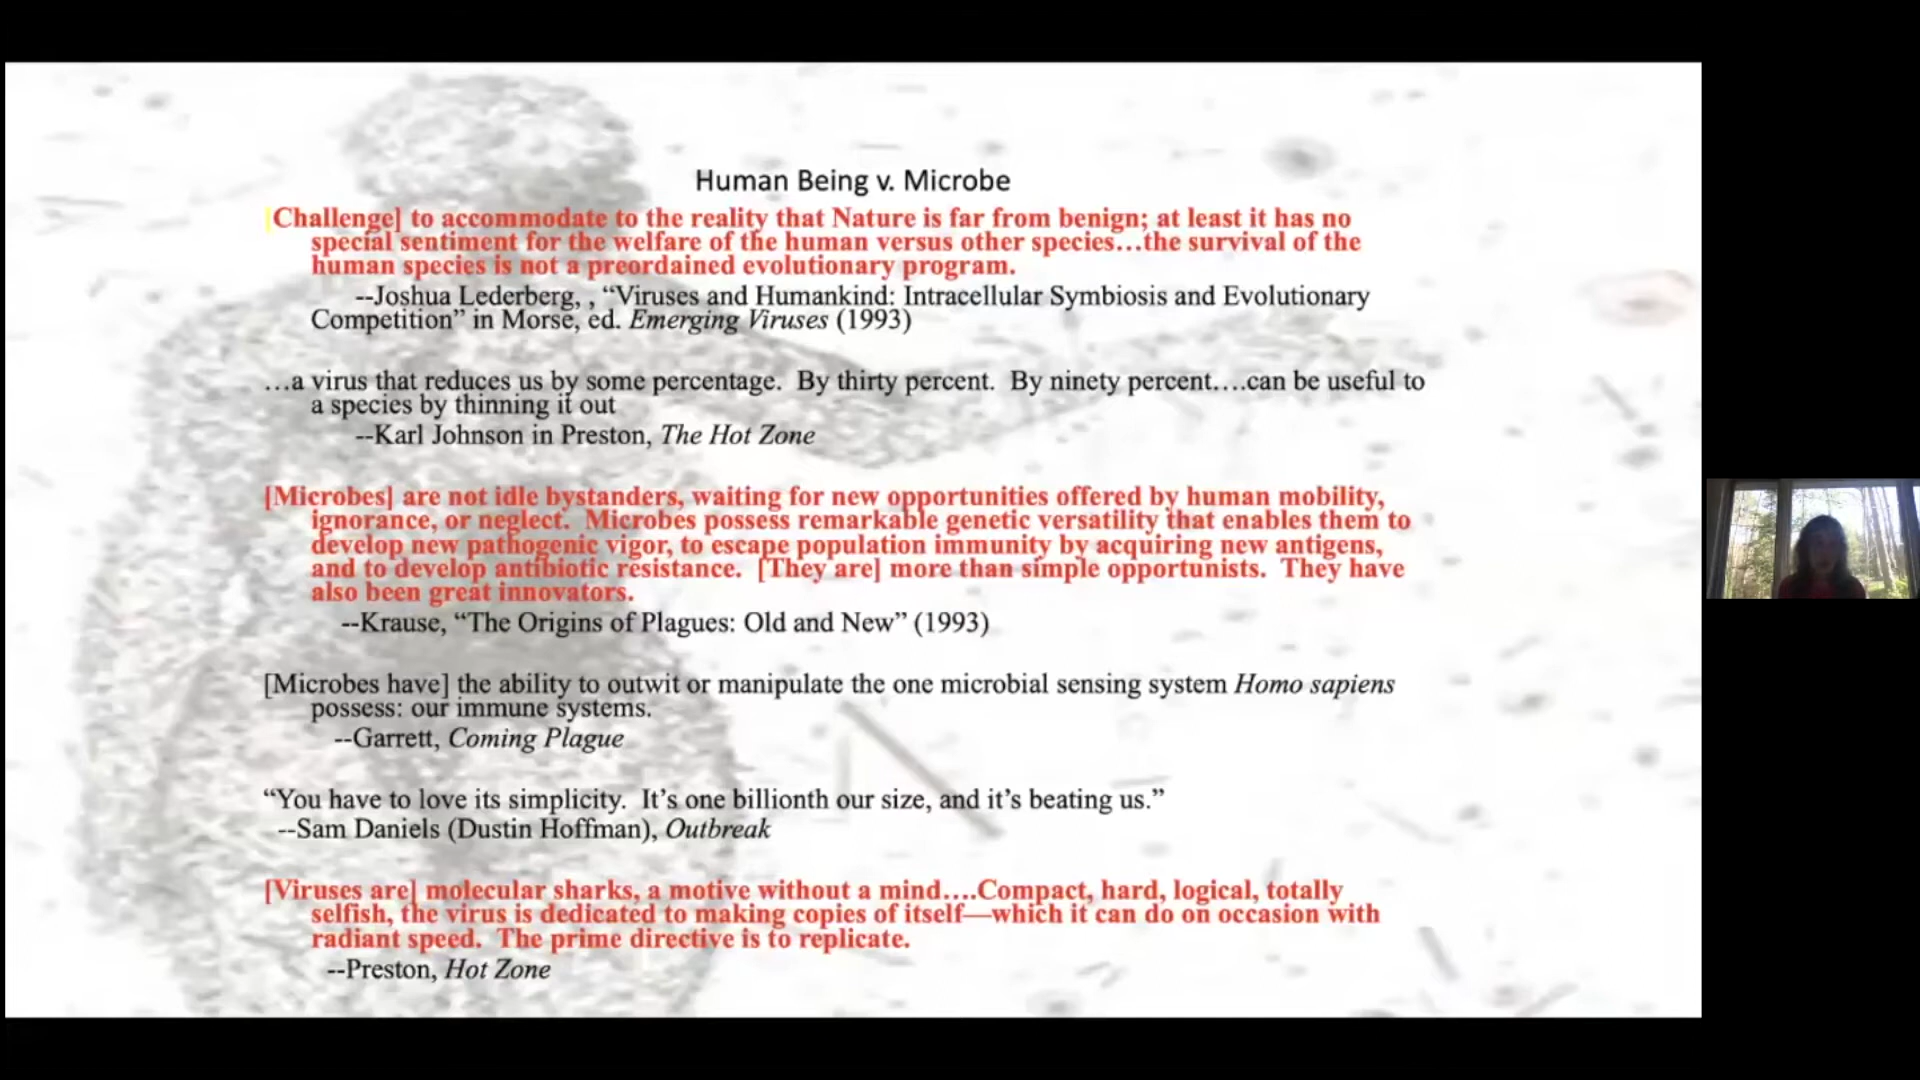 Human Being v. Microbe
[Challenge] to accommodate to the reality that Nature is far from benign; at least it has no
special sentiment for the welfare of the human versus other species…the survival of the
human species is not a preordained evolutionary program.
--Joshua Lederberg, , “Viruses and Humankind: Intracellular Symbiosis and Evolutionary
Competition” in Morse, ed. Emerging Viruses (1993)
…a virus that reduces us by some percentage.  By thirty percent.  By ninety percent….can be useful to
a species by thinning it out
--Karl Johnson in Preston, The Hot Zone
[Microbes] are not idle bystanders, waiting for new opportunities offered by human mobility,
ignorance, or neglect.  Microbes possess remarkable genetic versatility that enables them to
develop new pathogenic vigor, to escape population immunity by acquiring new antigens,
and to develop antibiotic resistance.  [They are] more than simple opportunists.  They have
also been great innovators.
--Krause, “The Origins of Plagues: Old and New” (1993)
[Microbes have] the ability to outwit or manipulate the one microbial sensing system Homo sapiens
possess: our immune systems.
--Garrett, Coming Plague
“You have to love its simplicity.  It’s one billionth our size, and it’s beating us.”
--Sam Daniels (Dustin Hoffman), Outbreak
[Viruses are] molecular sharks, a motive without a mind….Compact, hard, logical, totally
selfish, the virus is dedicated to making copies of itself—which it can do on occasion with
radiant speed.  The prime directive is to replicate.
--Preston, Hot Zone